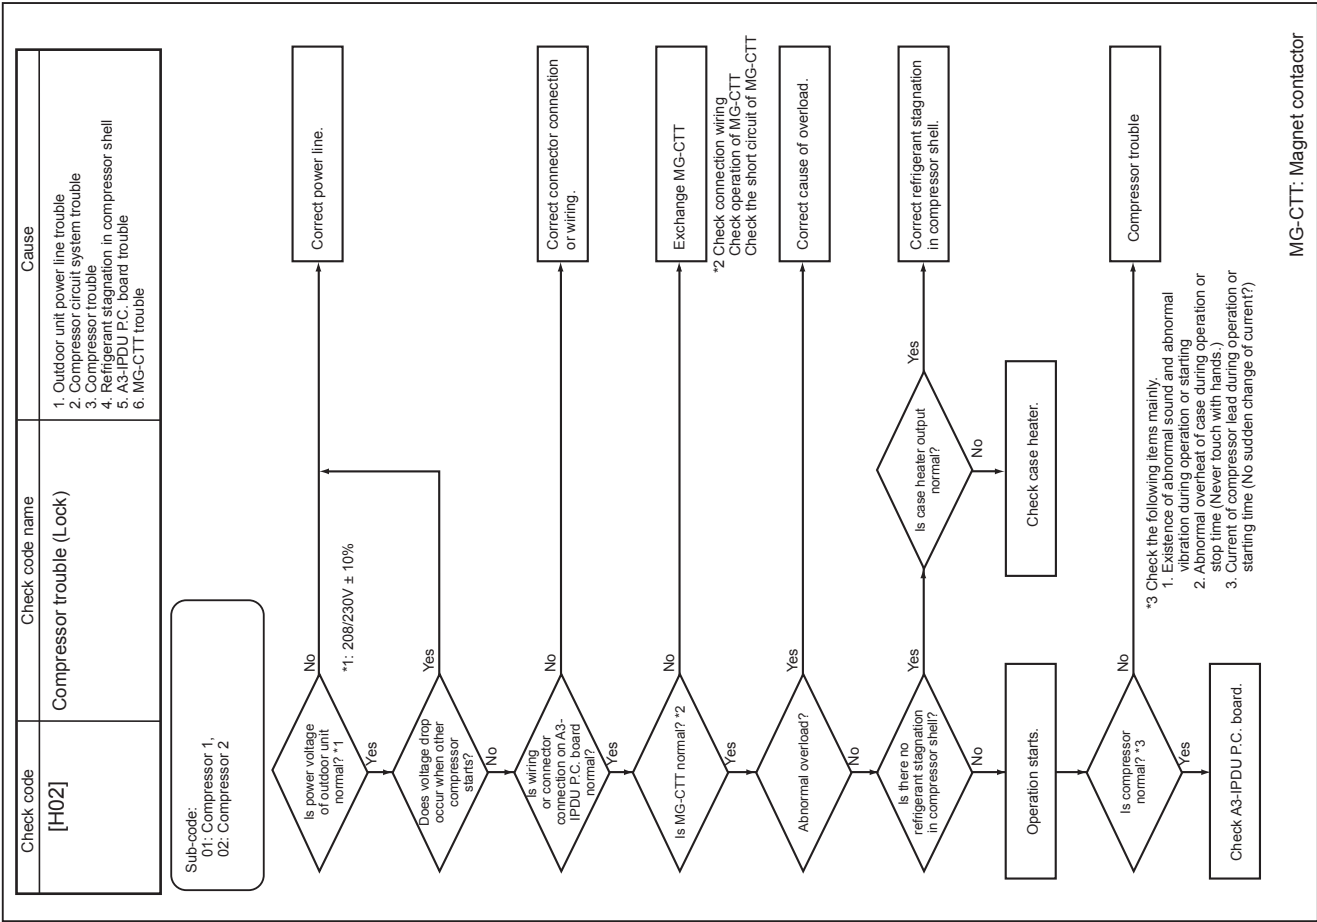 Check code
Check code name
Cause
[H02]
Compressor trouble (Lock)
1. Outdoor unit power line trouble
2. Compressor circuit system trouble
3. Compressor trouble
4. Refrigerant stagnation in compressor shell
5. A3-IPDU P.C. board trouble
6. MG-CTT trouble
Sub-code:
01: Compressor 1,
02: Compressor 2
Is power voltage
of outdoor unit
normal? *1
No
Correct power line.
*1: 208/230V ± 10%
Yes
Does voltage drop
occur when other
compressor
starts?
Yes
No
Is wiring
or connector
connection on A3-
IPDU P.C. board
normal?
No
Correct connector connection
or wiring.
Yes
Is MG-CTT normal? *2
No
Exchange MG-CTT
*2 Check connection wiring
Check operation of MG-CTT
Check the short circuit of MG-CTT
Yes
Abnormal overload?
Yes
Correct cause of overload.
No
Is there no
refrigerant stagnation
in compressor shell?
Yes
Is case heater output
normal?
Yes
Correct refrigerant stagnation
in compressor shell.
No
No
Check case heater.
Operation starts.
Is compressor
normal? *3
No
Compressor trouble
*3 Check the following items mainly.
1. Existence of abnormal sound and abnormal
vibration during operation or starting
2. Abnormal overheat of case during operation or
stop time (Never touch with hands.)
3. Current of compressor lead during operation or
starting time (No sudden change of current?)
Yes
Check A3-IPDU P.C. board.
MG-CTT: Magnet contactor